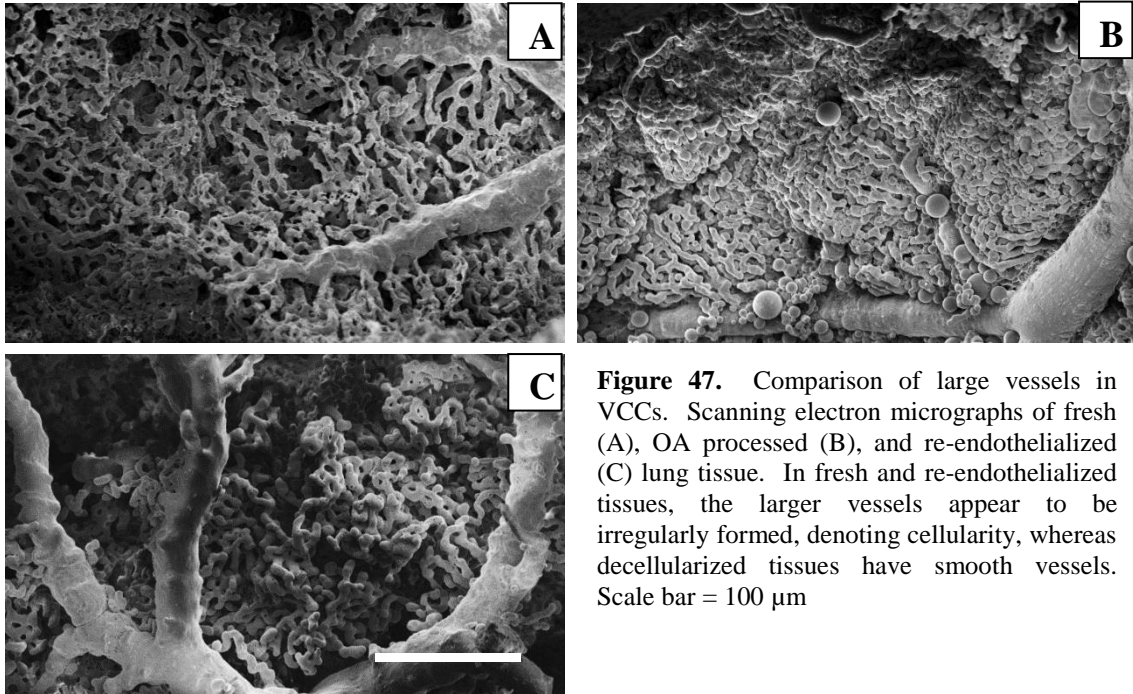 A
B
C
Figure 47. Comparison of large vessels in
VCCs. Scanning electron micrographs of fresh
(A), OA processed (B), and re-endothelialized
(C) lung tissue. In fresh and re-endothelialized
tissues, the larger vessels appear to be
irregularly formed, denoting cellularity, whereas
decellularized tissues have smooth vessels.
Scale bar = 100 µm